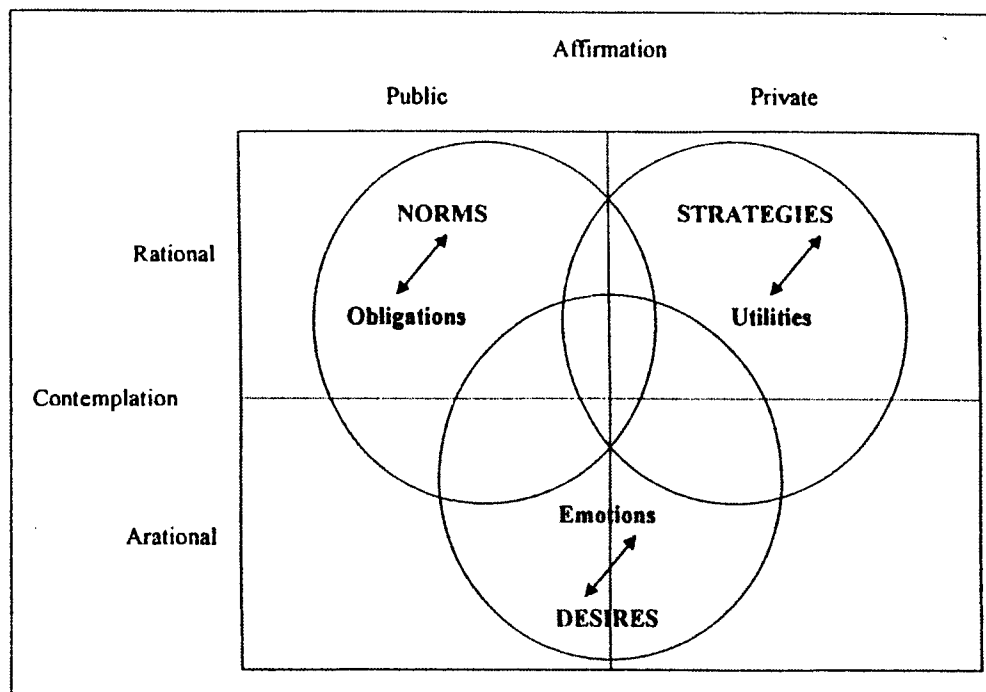 Affirmation
Public Private
NORMS STRATEGIES
Rational
Obligations Utilities
Contemplation
Emotions
Arational
DESIRES